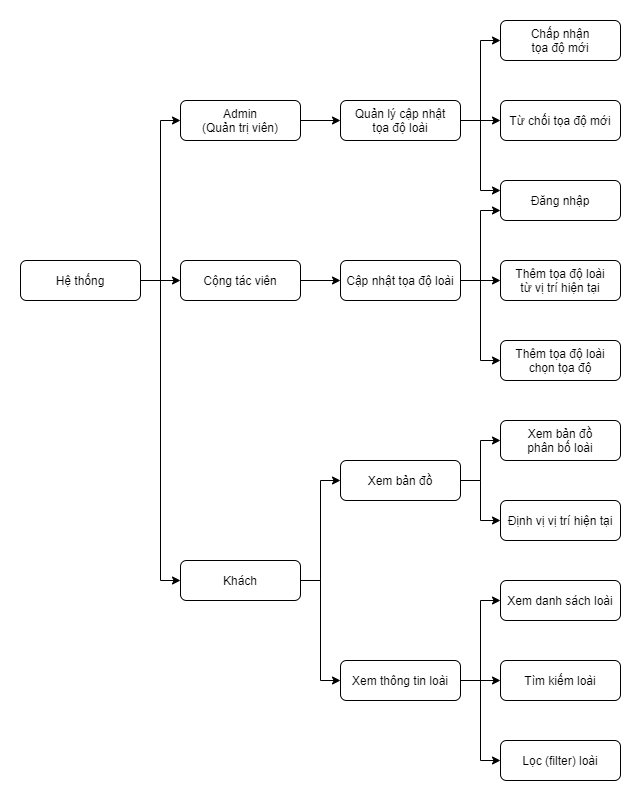 Chấp nhận
tọa độ mới
Admin
(Quản trị viên)
Quản lý cập nhật
tọa độ loài
Từ chối tọa độ mới
Đăng nhập
Hệ thống
Cộng tác viên
Cập nhật tọa độ loài
Thêm tọa độ loài
từ vị trí hiện tại
Thêm tọa độ loài
chọn tọa độ
Xem bản đồ
phân bố loài
Xem bản đồ
Định vị vị trí hiện tại
Khách
Xem danh sách loài
Xem thông tin loài
Tìm kiếm loài
Lọc (filter) loài